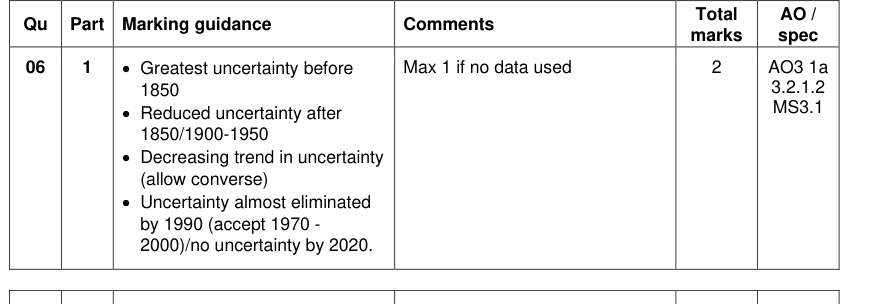 Qu Part Marking guidance Comments Total marks AO / spec
06 1
• Greatest uncertainty before
1850
• Reduced uncertainty after
1850/1900-1950
• Decreasing trend in uncertainty
(allow converse)
• Uncertainty almost eliminated
by 1990 (accept 1970 -
2000)/no uncertainty by 2020.
Max 1 if no data used
2
AO3 1a
3.2.1.2
MS3.1